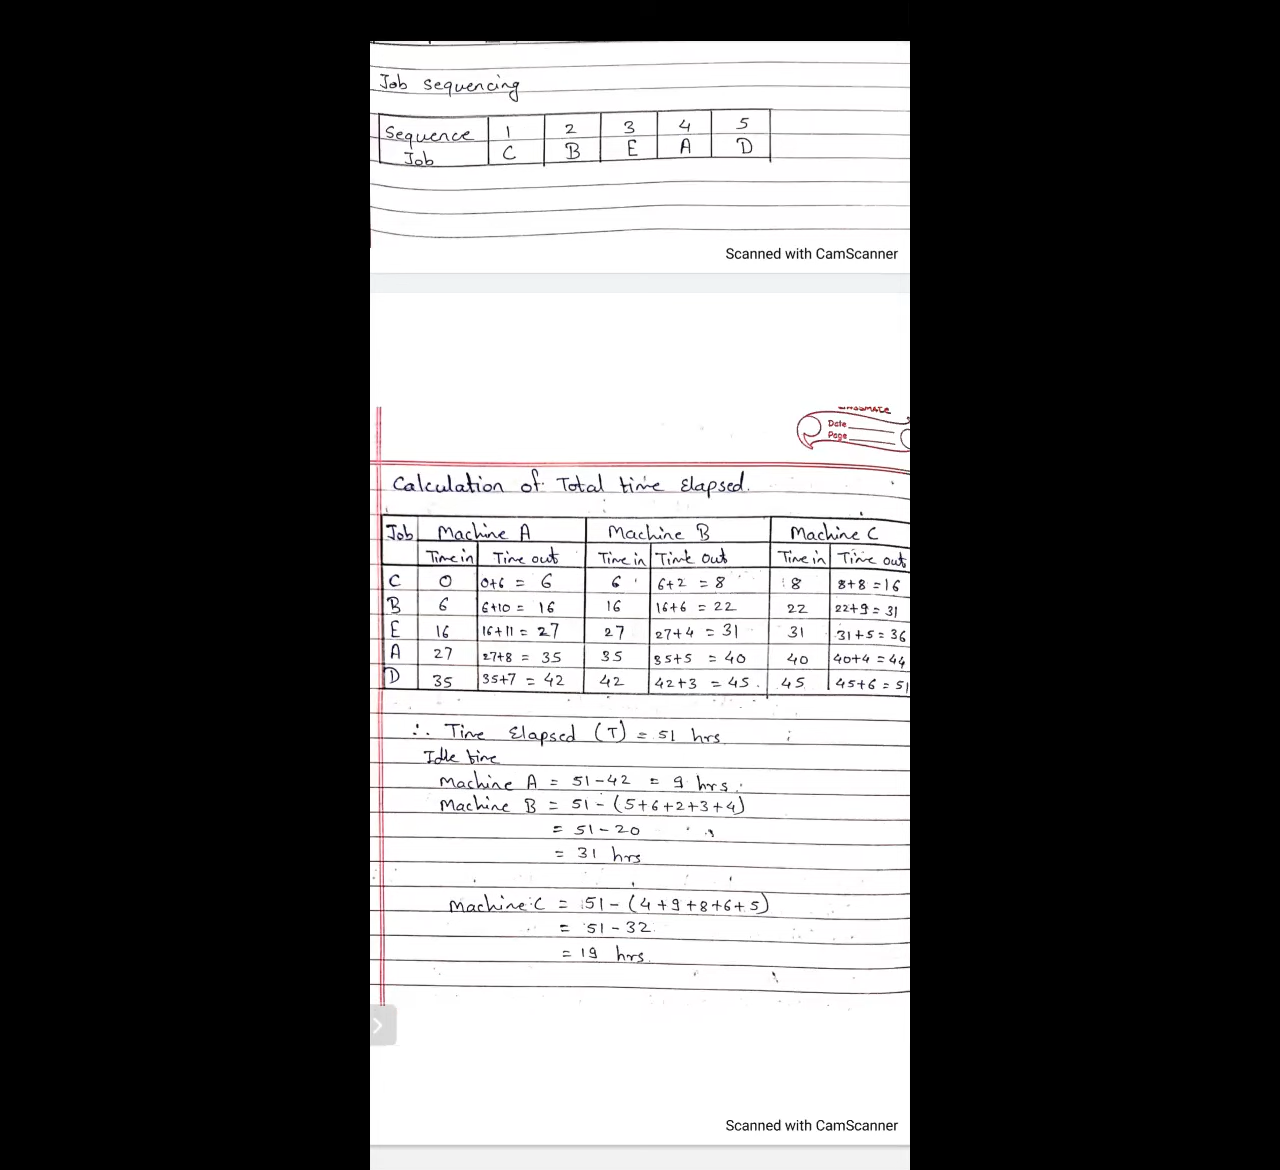 Job sequencing
Sequence 1 2 3 4 5
Job C B E A D
Scanned with CamScanner
classmate
Date
Page
Calculation of Total time Elapsed.
Job Machine A Machine B Machine C
Time in Time out Time in Time Out Time in Time out
C 0 0+6 = 6 6 6+2 = 8 8 8+8 = 16
B 6 6+10 = 16 16 16+6 = 22 22 22+9 = 31
E 16 16+11 = 27 27 27+4 = 31 31 31+5 = 36
A 27 27+8 = 35 35 35+5 = 40 40 40+4 = 44
D 35 35+7 = 42 42 42+3 = 45. 45 45+6 = 51
∴ Time Elapsed (T) = 51 hrs
Idle time
Machine A = 51-42 = 9 hrs.
Machine B = 51 - (5+6+2+3+4)
= 51 - 20
= 31 hrs
Machine C = 51 - (4+9+8+6+5)
= 51 - 32
= 19 hrs.
Scanned with CamScanner